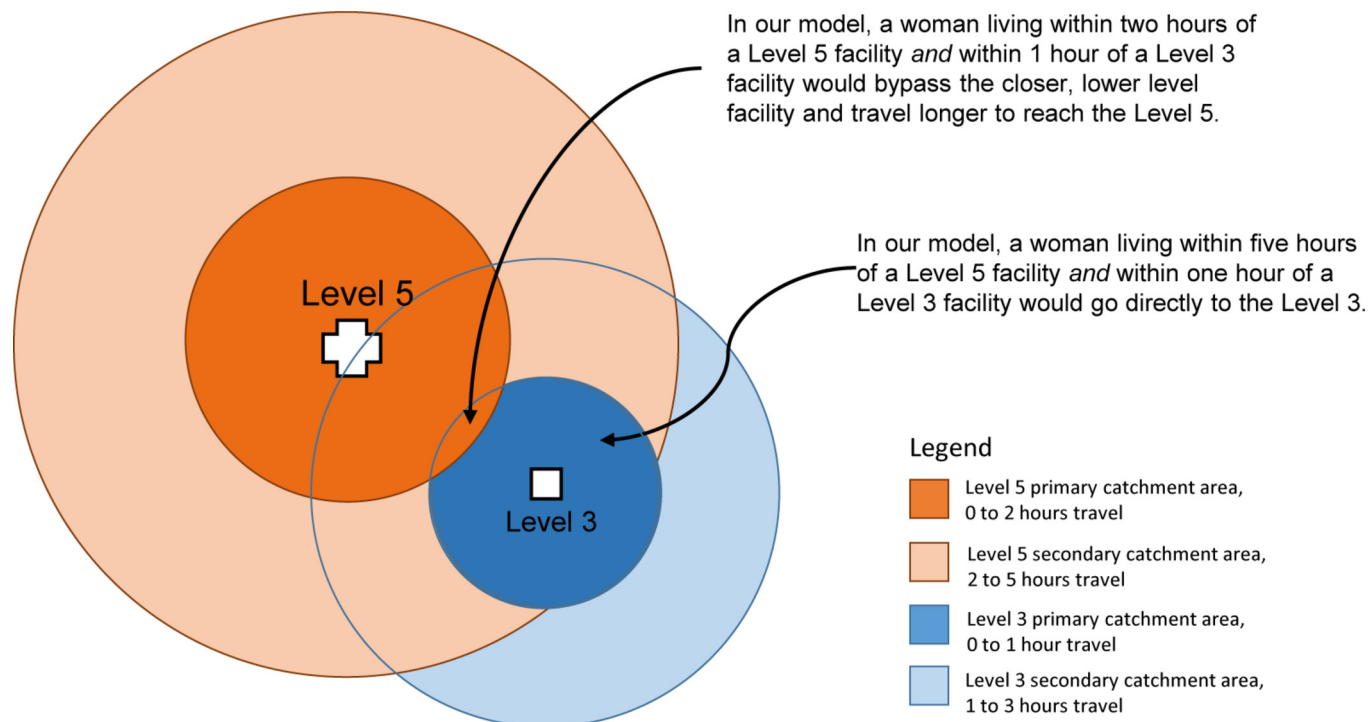 In our model, a woman living within two hours of
a Level 5 facility and within 1 hour of a Level 3
facility would bypass the closer, lower level
facility and travel longer to reach the Level 5.
In our model, a woman living within five hours
of a Level 5 facility and within one hour of a
Level 3 facility would go directly to the Level 3.
Level 5
Level 3
Legend
Level 5 primary catchment area,
0 to 2 hours travel
Level 5 secondary catchment area,
2 to 5 hours travel
Level 3 primary catchment area,
0 to 1 hour travel
Level 3 secondary catchment area,
1 to 3 hours travel